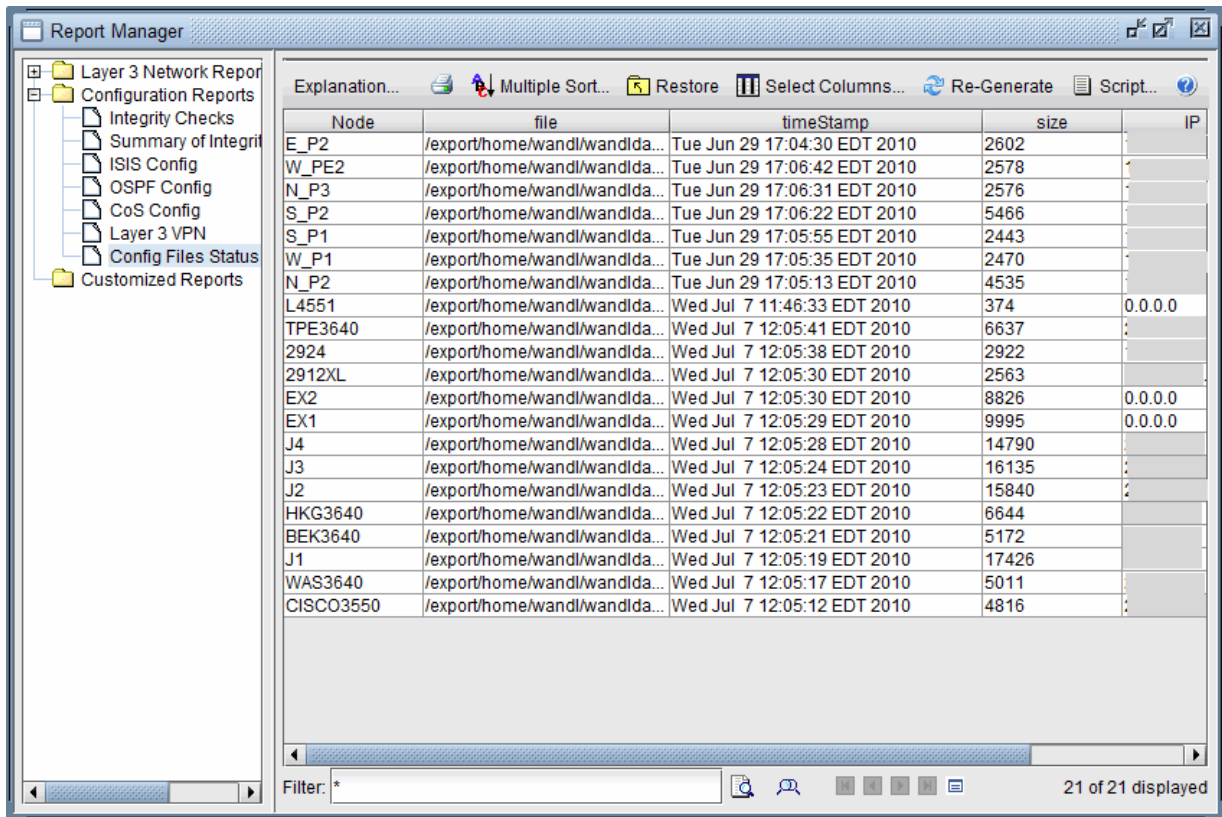 Report Manager
Layer 3 Network Repor
Configuration Reports
Integrity Checks
Summary of Integrit
ISIS Config
OSPF Config
CoS Config
Layer 3 VPN
Config Files Status
Customized Reports
Explanation... Multiple Sort... Restore Select Columns... Re-Generate Script...
Node file timeStamp size IP
E_P2 /export/home/wandl/wandlda... Tue Jun 29 17:04:30 EDT 2010 2602
W_PE2 /export/home/wandl/wandlda... Tue Jun 29 17:06:42 EDT 2010 2578
N_P3 /export/home/wandl/wandlda... Tue Jun 29 17:06:31 EDT 2010 2576
S_P2 /export/home/wandl/wandlda... Tue Jun 29 17:06:22 EDT 2010 5466
S_P1 /export/home/wandl/wandlda... Tue Jun 29 17:05:55 EDT 2010 2443
W_P1 /export/home/wandl/wandlda... Tue Jun 29 17:05:35 EDT 2010 2470
N_P2 /export/home/wandl/wandlda... Tue Jun 29 17:05:13 EDT 2010 4535
L4551 /export/home/wandl/wandlda... Wed Jul 7 11:46:33 EDT 2010 374 0.0.0.0
TPE3640 /export/home/wandl/wandlda... Wed Jul 7 12:05:41 EDT 2010 6637
2924 /export/home/wandl/wandlda... Wed Jul 7 12:05:38 EDT 2010 2922
2912XL /export/home/wandl/wandlda... Wed Jul 7 12:05:30 EDT 2010 2563
EX2 /export/home/wandl/wandlda... Wed Jul 7 12:05:30 EDT 2010 8826 0.0.0.0
EX1 /export/home/wandl/wandlda... Wed Jul 7 12:05:29 EDT 2010 9995 0.0.0.0
J4 /export/home/wandl/wandlda... Wed Jul 7 12:05:28 EDT 2010 14790
J3 /export/home/wandl/wandlda... Wed Jul 7 12:05:24 EDT 2010 16135
J2 /export/home/wandl/wandlda... Wed Jul 7 12:05:23 EDT 2010 15840
HKG3640 /export/home/wandl/wandlda... Wed Jul 7 12:05:22 EDT 2010 6644
BEK3640 /export/home/wandl/wandlda... Wed Jul 7 12:05:21 EDT 2010 5172
J1 /export/home/wandl/wandlda... Wed Jul 7 12:05:19 EDT 2010 17426
WAS3640 /export/home/wandl/wandlda... Wed Jul 7 12:05:17 EDT 2010 5011
CISCO3550 /export/home/wandl/wandlda... Wed Jul 7 12:05:12 EDT 2010 4816
Filter: * 21 of 21 displayed